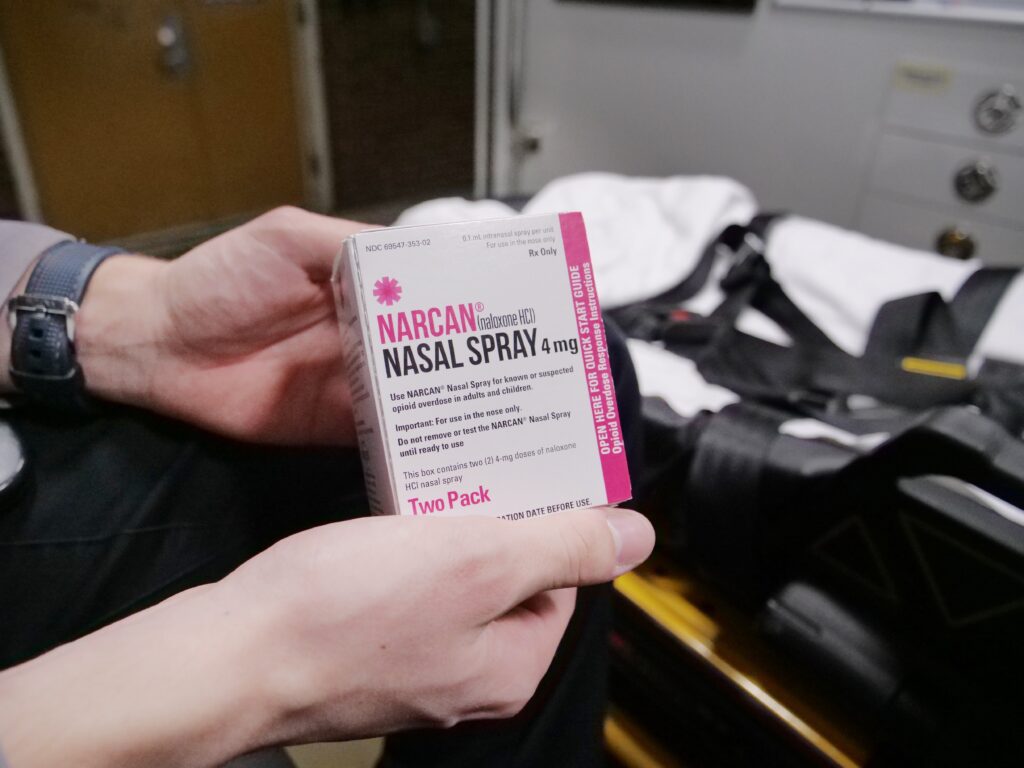 NDC 69547-353-02
0.1 mL intranasal spray per unit
For use in the nose only
Rx Only
NARCAN® (naloxone HCl)
NASAL SPRAY 4 mg
Use NARCAN® Nasal Spray for known or suspected
opioid overdose in adults and children.
Important: For use in the nose only.
Do not remove or test the NARCAN® Nasal Spray
until ready to use
This box contains two (2) 4-mg doses of naloxone
HCl nasal spray
Two Pack
DATE BEFORE USE.
OPEN HERE FOR QUICK START GUIDE
Opioid Overdose Response Instructions